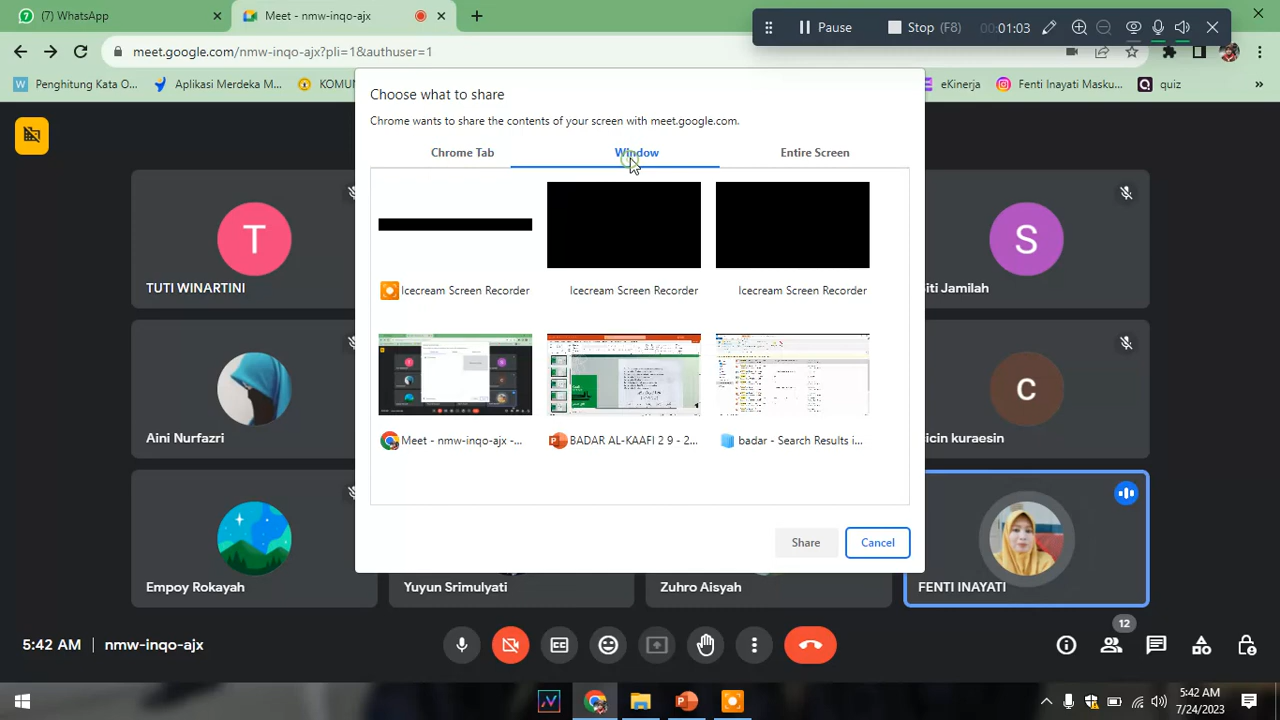 (7) WhatsApp
Meet - nmw-inqo-ajx
Pause
Stop (F8)
00:01:03
meet.google.com/nmw-inqo-ajx?pli=1&authuser=1
Penghitung Kata O...
Aplikasi Merdeka M...
KOMUN
eKinerja
Fenti Inayati Masku...
quiz
»
Choose what to share
Chrome wants to share the contents of your screen with meet.google.com.
Chrome Tab
Window
Entire Screen
Icecream Screen Recorder
Icecream Screen Recorder
Icecream Screen Recorder
Meet - nmw-inqo-ajx -...
BADAR AL-KAAFI 2 9 - 2...
badar - Search Results i...
Share
Cancel
T
TUTI WINARTINI
S
Siti Jamilah
Aini Nurfazri
c
cicin kuraesin
Empoy Rokayah
Yuyun Srimulyati
Zuhro Aisyah
FENTI INAYATI
5:42 AM
nmw-inqo-ajx
12
5:42 AM
7/24/2023